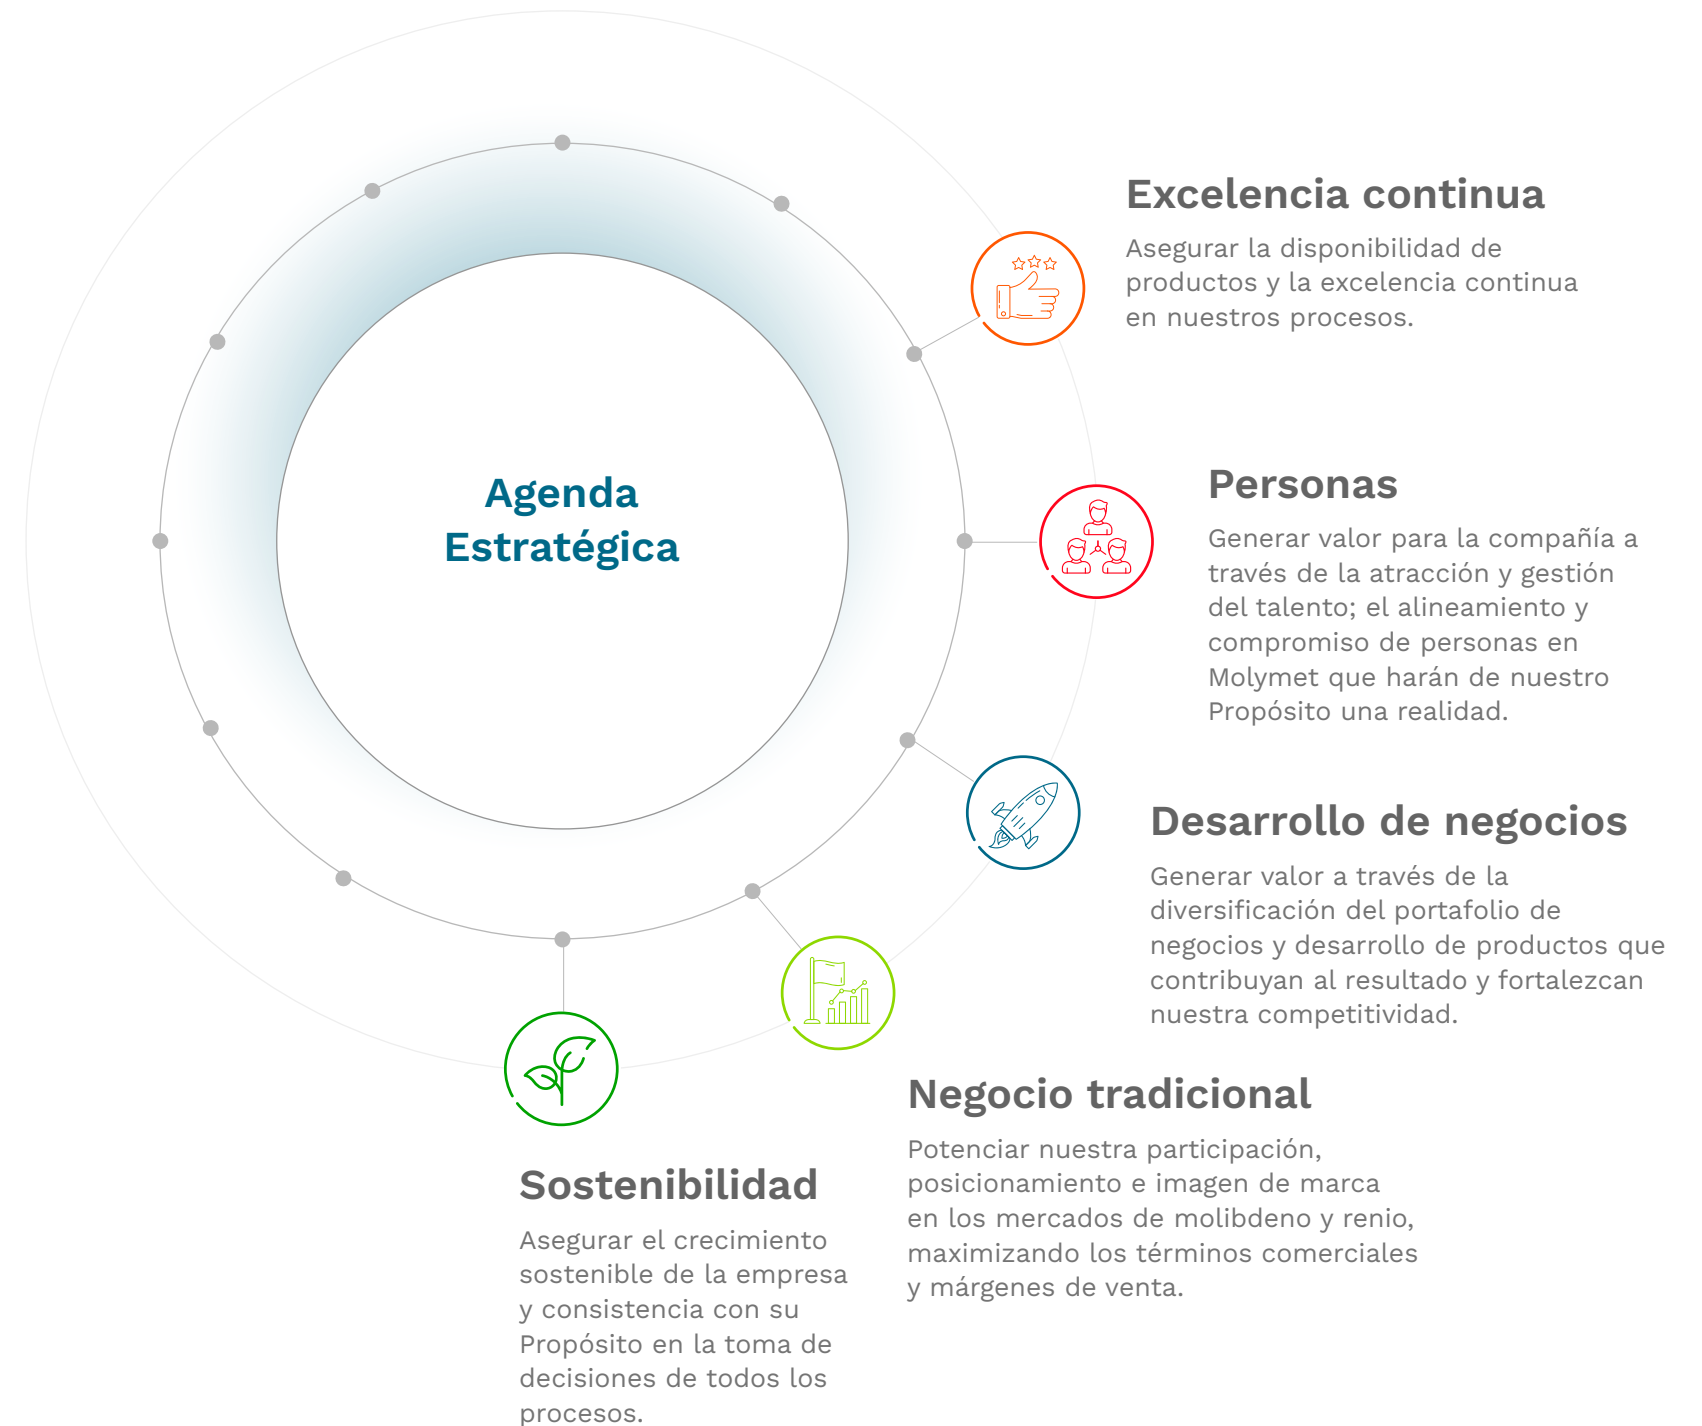 Agenda
Estratégica
Excelencia continua
Asegurar la disponibilidad de
productos y la excelencia continua
en nuestros procesos.
Personas
Generar valor para la compañía a
través de la atracción y gestión
del talento; el alineamiento y
compromiso de personas en
Molymet que harán de nuestro
Propósito una realidad.
Desarrollo de negocios
Generar valor a través de la
diversificación del portafolio de
negocios y desarrollo de productos que
contribuyan al resultado y fortalezcan
nuestra competitividad.
Negocio tradicional
Potenciar nuestra participación,
posicionamiento e imagen de marca
en los mercados de molibdeno y renio,
maximizando los términos comerciales
y márgenes de venta.
Sostenibilidad
Asegurar el crecimiento
sostenible de la empresa
y consistencia con su
Propósito en la toma de
decisiones de todos los
procesos.